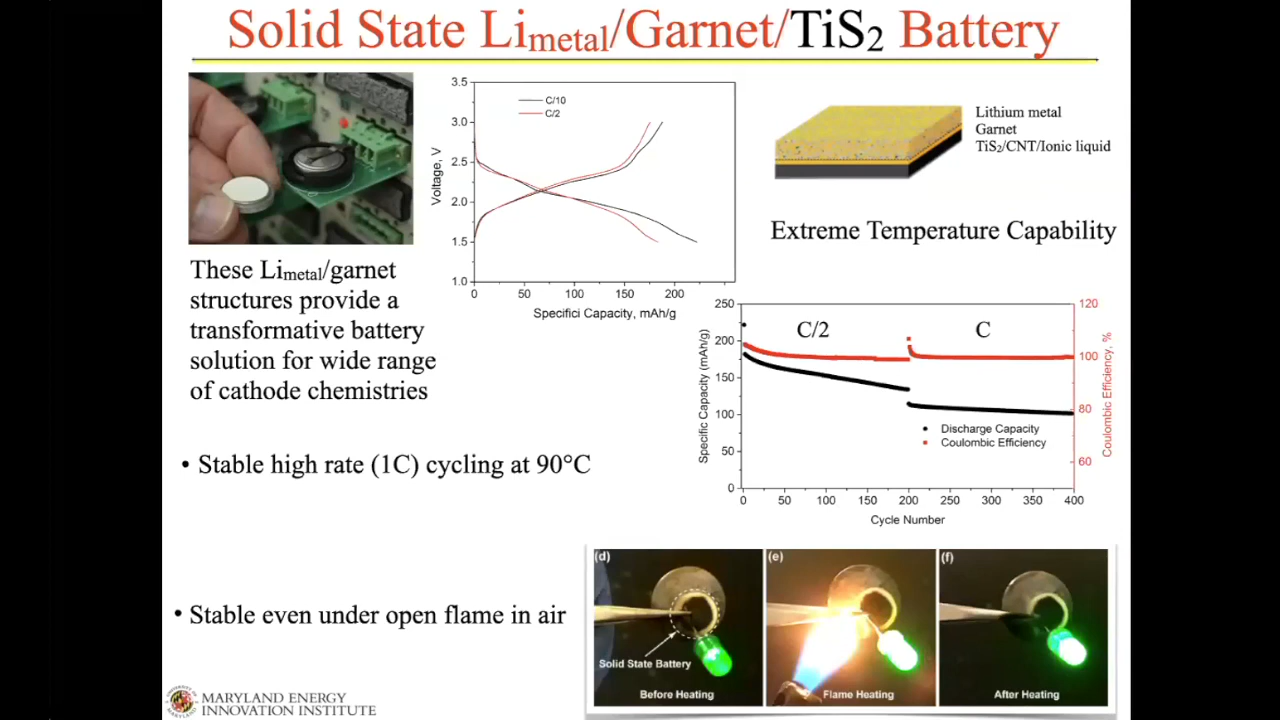 Solid State Limetal/Garnet/TiS2 Battery
3.5
3.0
2.5
2.0
1.5
1.0
Voltage, V
C/10
C/2
0
50
100
150
200
Specifici Capacity, mAh/g
Lithium metal
Garnet
TiS2/CNT/Ionic liquid
Extreme Temperature Capability
These Limetal/garnet
structures provide a
transformative battery
solution for wide range
of cathode chemistries
250
200
150
100
50
0
Specific Capacity (mAh/g)
C/2
C
120
100
80
60
Coulombic Efficiency, %
Discharge Capacity
Coulombic Efficiency
0
50
100
150
200
250
300
350
400
Cycle Number
• Stable high rate (1C) cycling at 90°C
• Stable even under open flame in air
(d)
Solid State Battery
Before Heating
(e)
Flame Heating
(f)
After Heating
MARYLAND ENERGY
INNOVATION INSTITUTE